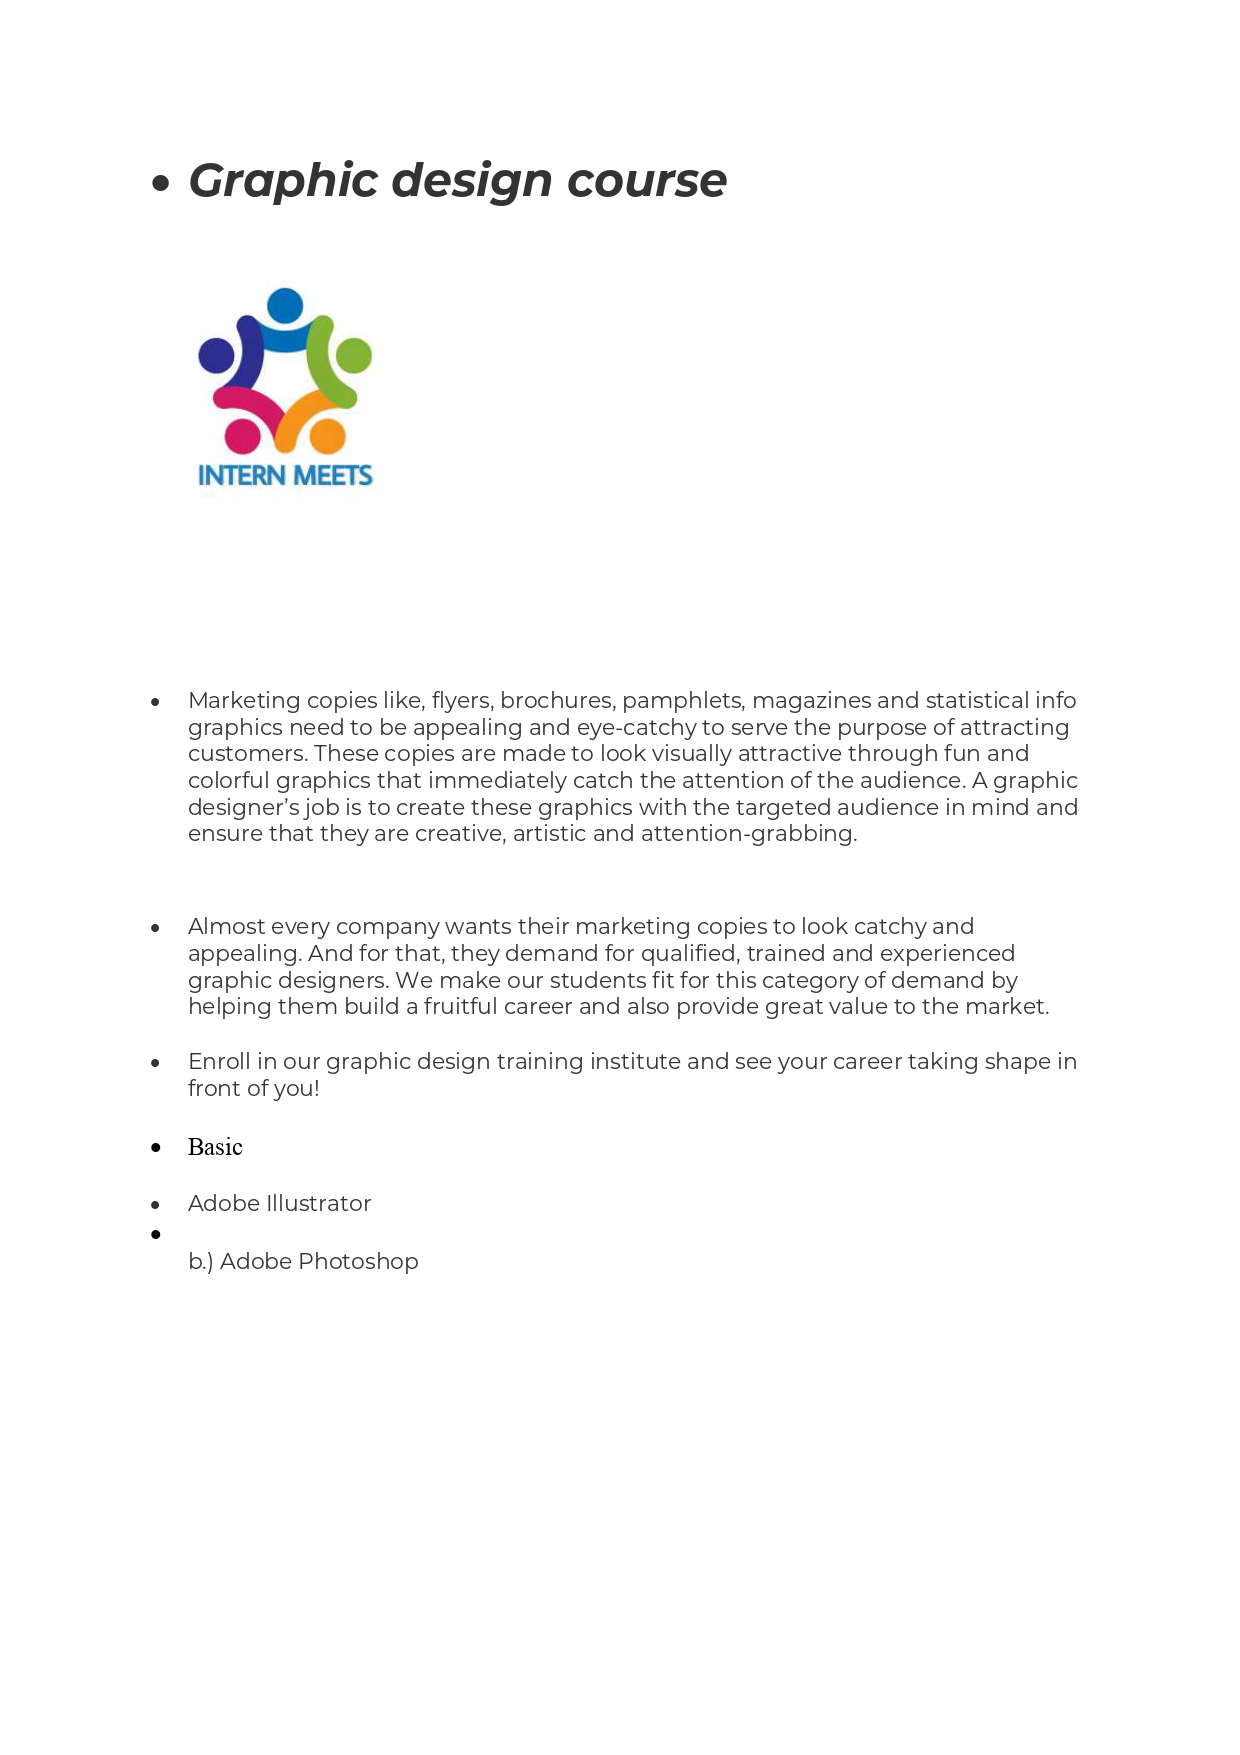 • Graphic design course
INTERN MEETS
• Marketing copies like, flyers, brochures, pamphlets, magazines and statistical info
graphics need to be appealing and eye-catchy to serve the purpose of attracting
customers. These copies are made to look visually attractive through fun and
colorful graphics that immediately catch the attention of the audience. A graphic
designer’s job is to create these graphics with the targeted audience in mind and
ensure that they are creative, artistic and attention-grabbing.
• Almost every company wants their marketing copies to look catchy and
appealing. And for that, they demand for qualified, trained and experienced
graphic designers. We make our students fit for this category of demand by
helping them build a fruitful career and also provide great value to the market.
• Enroll in our graphic design training institute and see your career taking shape in
front of you!
• Basic
• Adobe Illustrator
•
b.) Adobe Photoshop